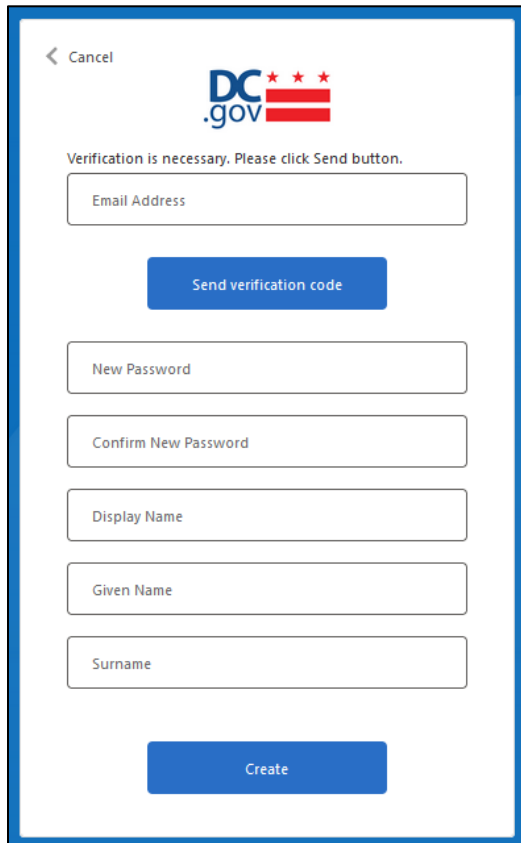 Cancel
DC
.gov
Verification is necessary. Please click Send button.
Email Address
Send verification code
New Password
Confirm New Password
Display Name
Given Name
Surname
Create